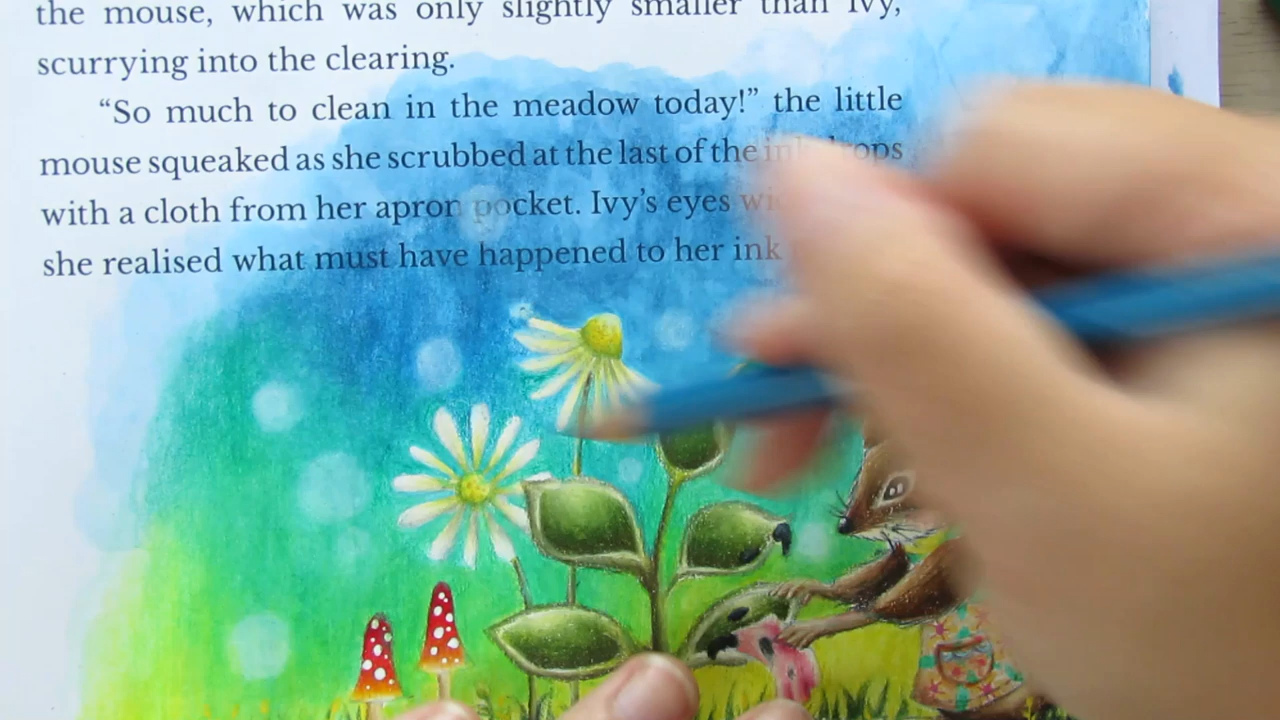 the mouse, which was only slightly smaller than Ivy,
scurrying into the clearing.
“So much to clean in the meadow today!” the little
mouse squeaked as she scrubbed at the last of the ink drops
with a cloth from her apron pocket. Ivy’s eyes
she realised what must have happened to her ink